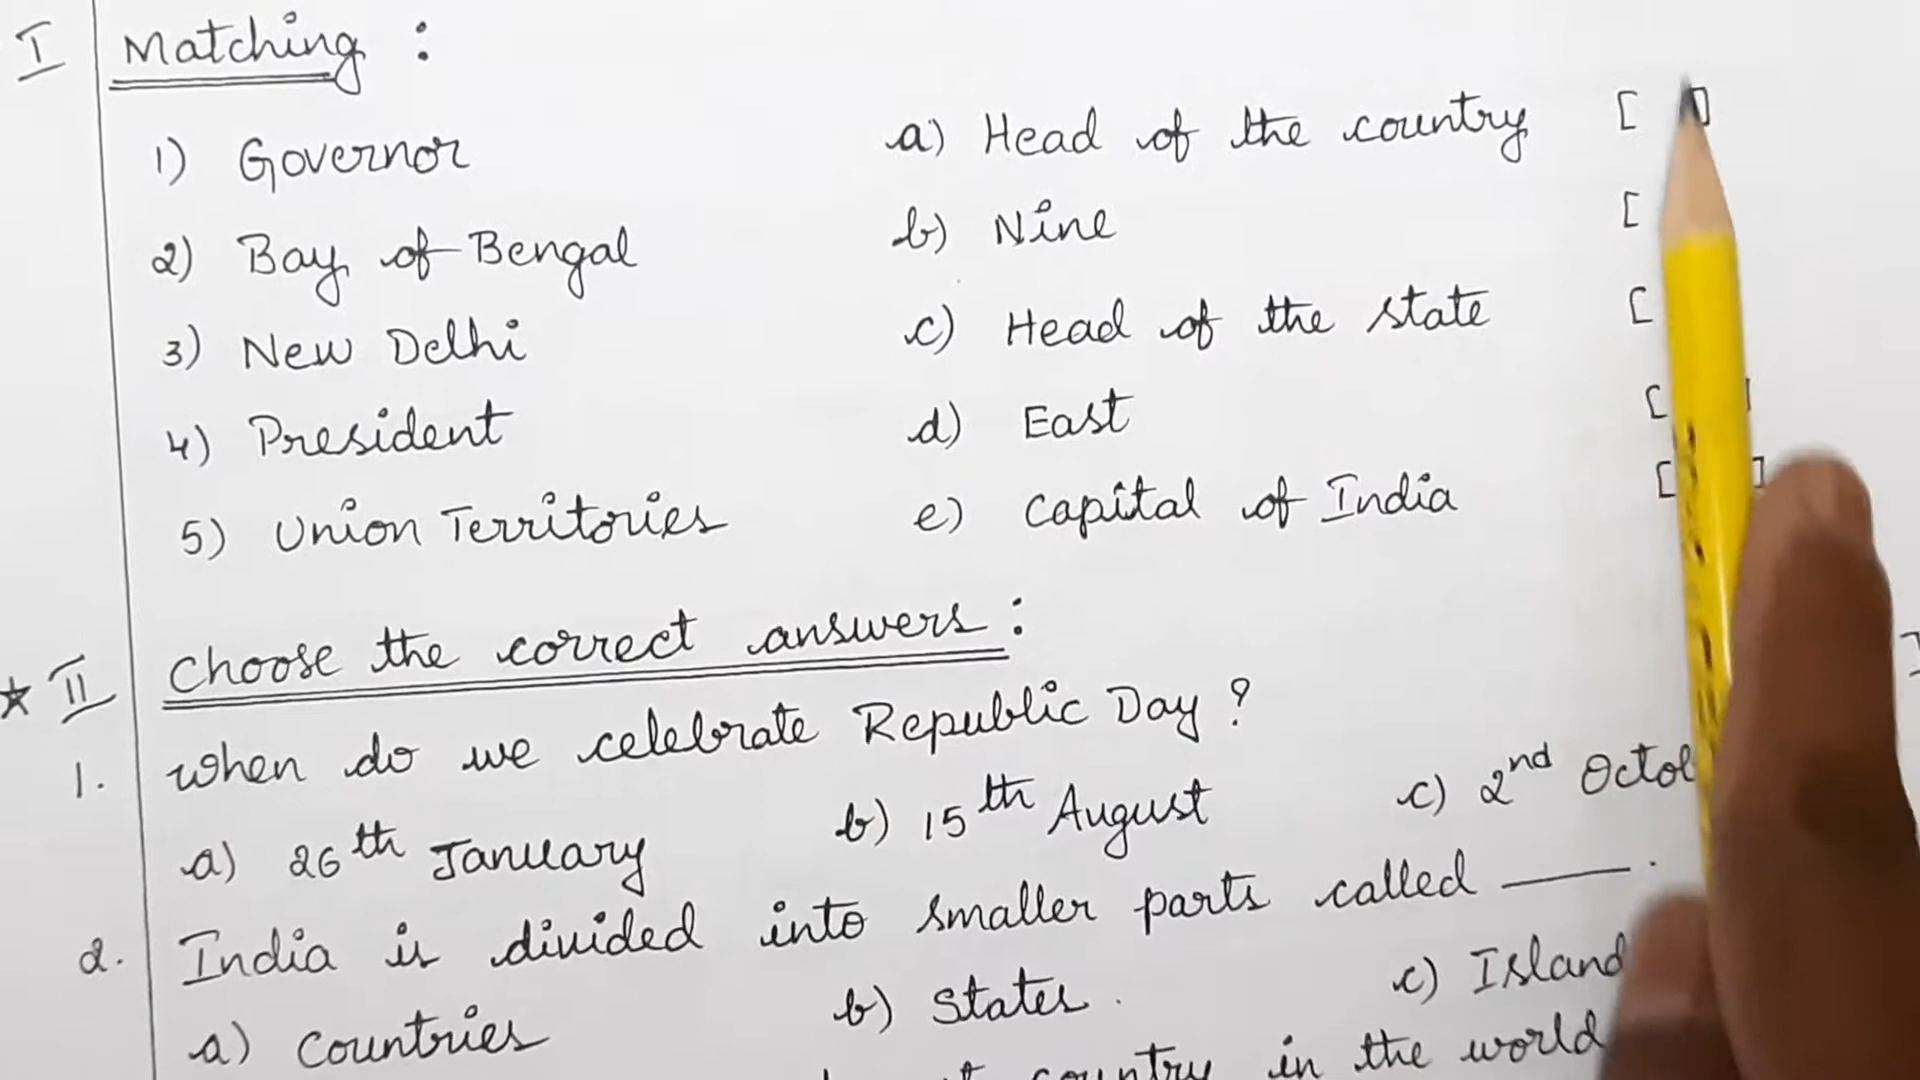 I Matching :
1) Governor a) Head of the country [ ]
2) Bay of Bengal b) Nine [
3) New Delhi c) Head of the state [
4) President d) East [ ]
5) Union Territories e) Capital of India [ ]
★ II Choose the correct answers :
1. When do we celebrate Republic Day ?
a) 26th January b) 15th August c) 2nd Octo
2. India is divided into smaller parts called ——— .
a) Countries b) States . c) Island
country in the world